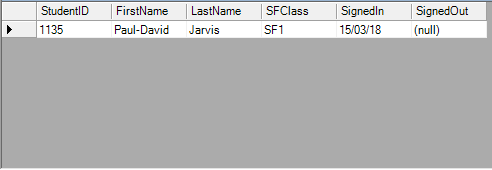 StudentID FirstName LastName SFClass SignedIn SignedOut
1135 Paul-David Jarvis SF1 15/03/18 (null)